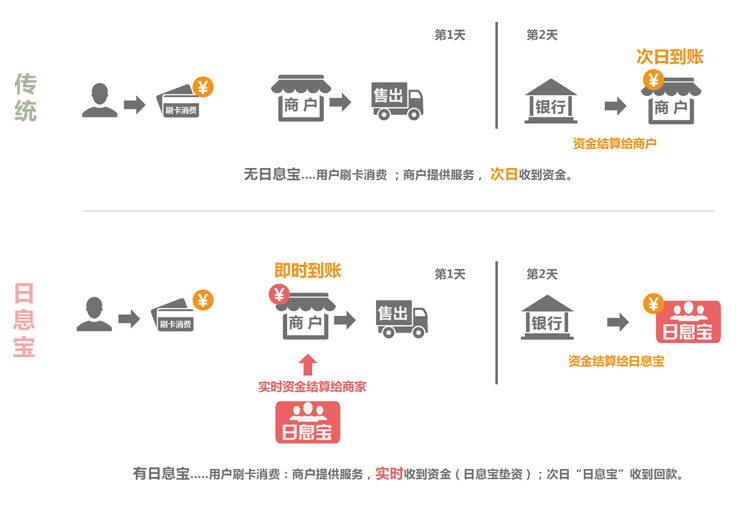 传统
第1天
第2天
次日到账
¥
刷卡消费
商户
售出
银行
¥
商户
资金结算给商户
无日息宝....用户刷卡消费 ；商户提供服务， 次日收到资金。
日息宝
第1天
第2天
即时到账
¥
刷卡消费
¥
商户
售出
银行
¥
日息宝
资金结算给日息宝
实时资金结算给商家
日息宝
有日息宝.....用户刷卡消费：商户提供服务，实时收到资金（日息宝垫资）；次日“日息宝”收到回款。